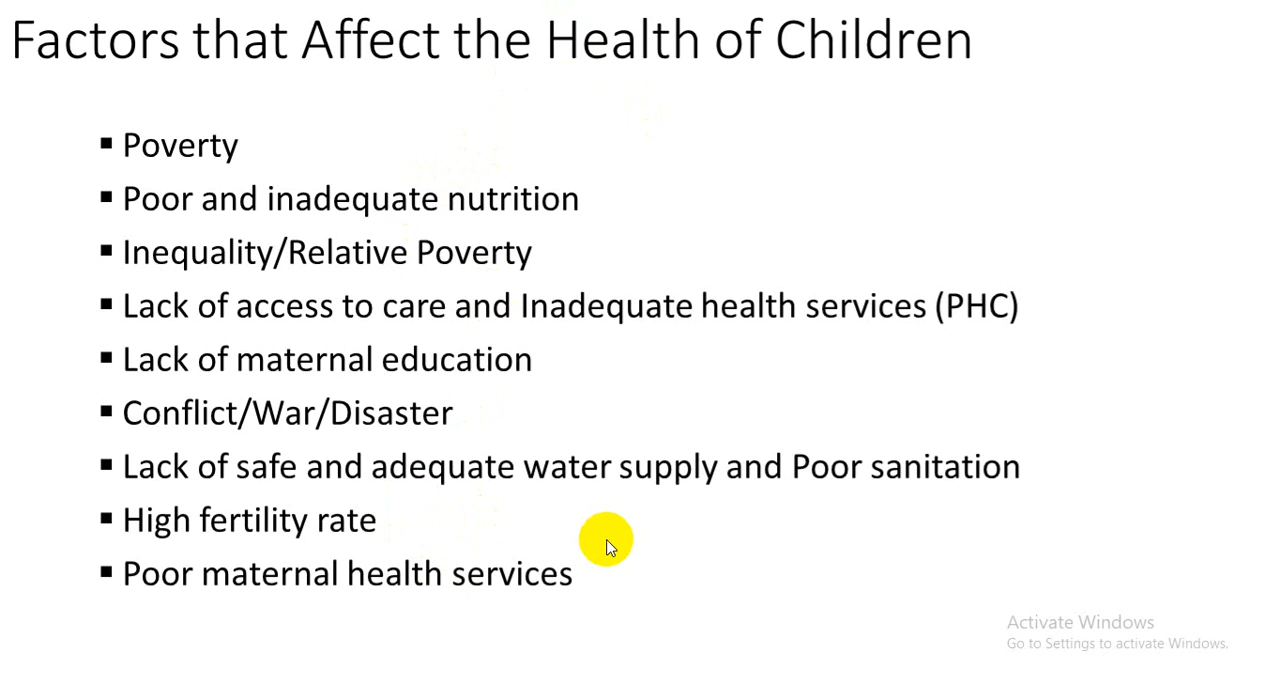 Factors that Affect the Health of Children
▪ Poverty
▪ Poor and inadequate nutrition
▪ Inequality/Relative Poverty
▪ Lack of access to care and Inadequate health services (PHC)
▪ Lack of maternal education
▪ Conflict/War/Disaster
▪ Lack of safe and adequate water supply and Poor sanitation
▪ High fertility rate
▪ Poor maternal health services
Activate Windows
Go to Settings to activate Windows.